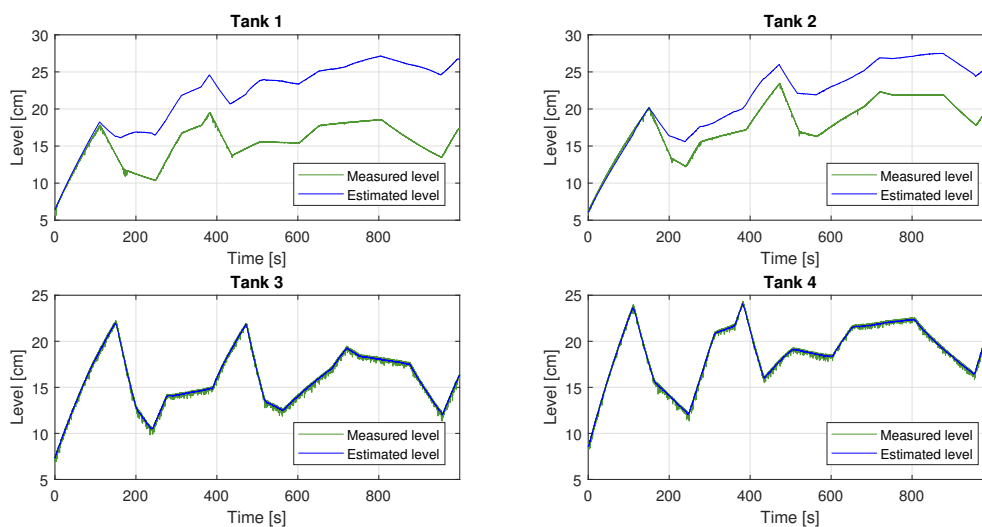 Tank 1
Level [cm]
30
25
20
15
10
5
0
200
400
600
800
Time [s]
Measured level
Estimated level
Tank 2
Level [cm]
30
25
20
15
10
5
0
200
400
600
800
Time [s]
Measured level
Estimated level
Tank 3
Level [cm]
25
20
15
10
5
0
200
400
600
800
Time [s]
Measured level
Estimated level
Tank 4
Level [cm]
25
20
15
10
5
0
200
400
600
800
Time [s]
Measured level
Estimated level